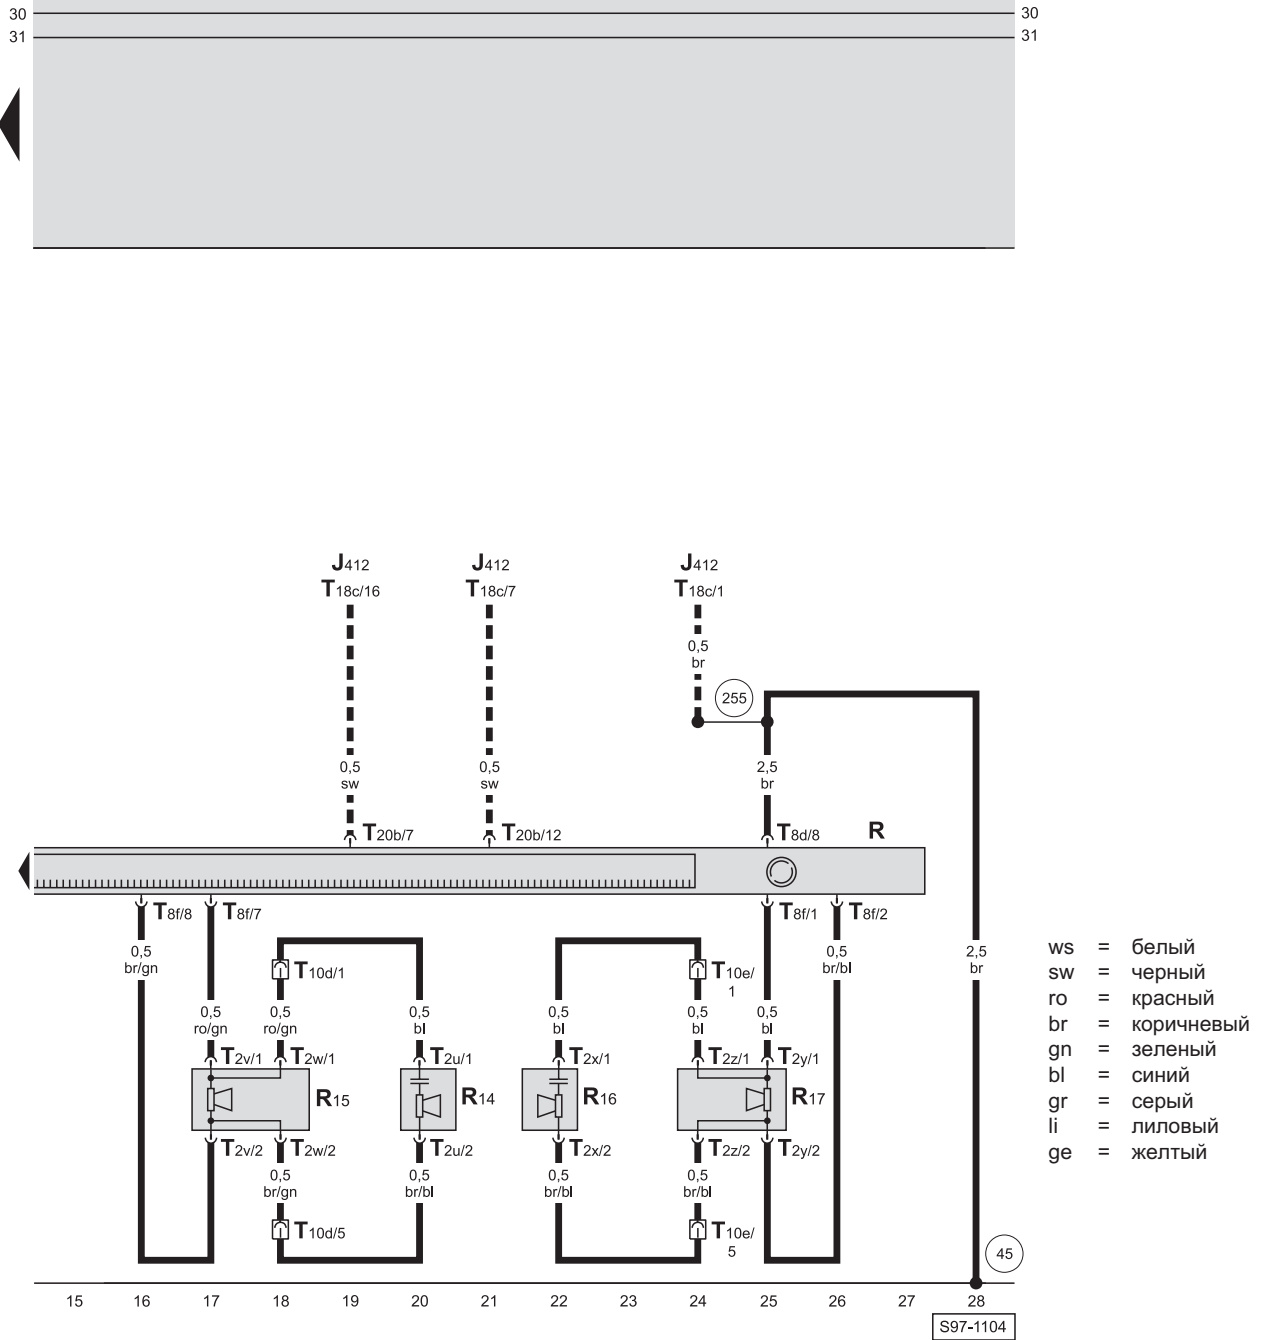 30 30
31 31
J412 J412 J412
T18c/16 T18c/7 T18c/1
0,5
br
255
0,5 0,5 2,5
sw sw br
T20b/7 T20b/12 T8d/8 R
T8f/8 T8f/7 T8f/1 T8f/2
0,5 0,5 2,5
br/gn br/bl br
T10d/1 T10e/
1
0,5 0,5 0,5 0,5 0,5 0,5
ro/gn ro/gn bl bl bl bl
T2v/1 T2w/1 T2u/1 T2x/1 T2z/1 T2y/1
R15 R14 R16 R17
T2v/2 T2w/2 T2u/2 T2x/2 T2z/2 T2y/2
0,5 0,5 0,5 0,5
br/gn br/bl br/bl br/bl
T10d/5 T10e/
5
45
15 16 17 18 19 20 21 22 23 24 25 26 27 28
S97-1104
ws = белый
sw = черный
ro = красный
br = коричневый
gn = зеленый
bl = синий
gr = серый
li = лиловый
ge = желтый